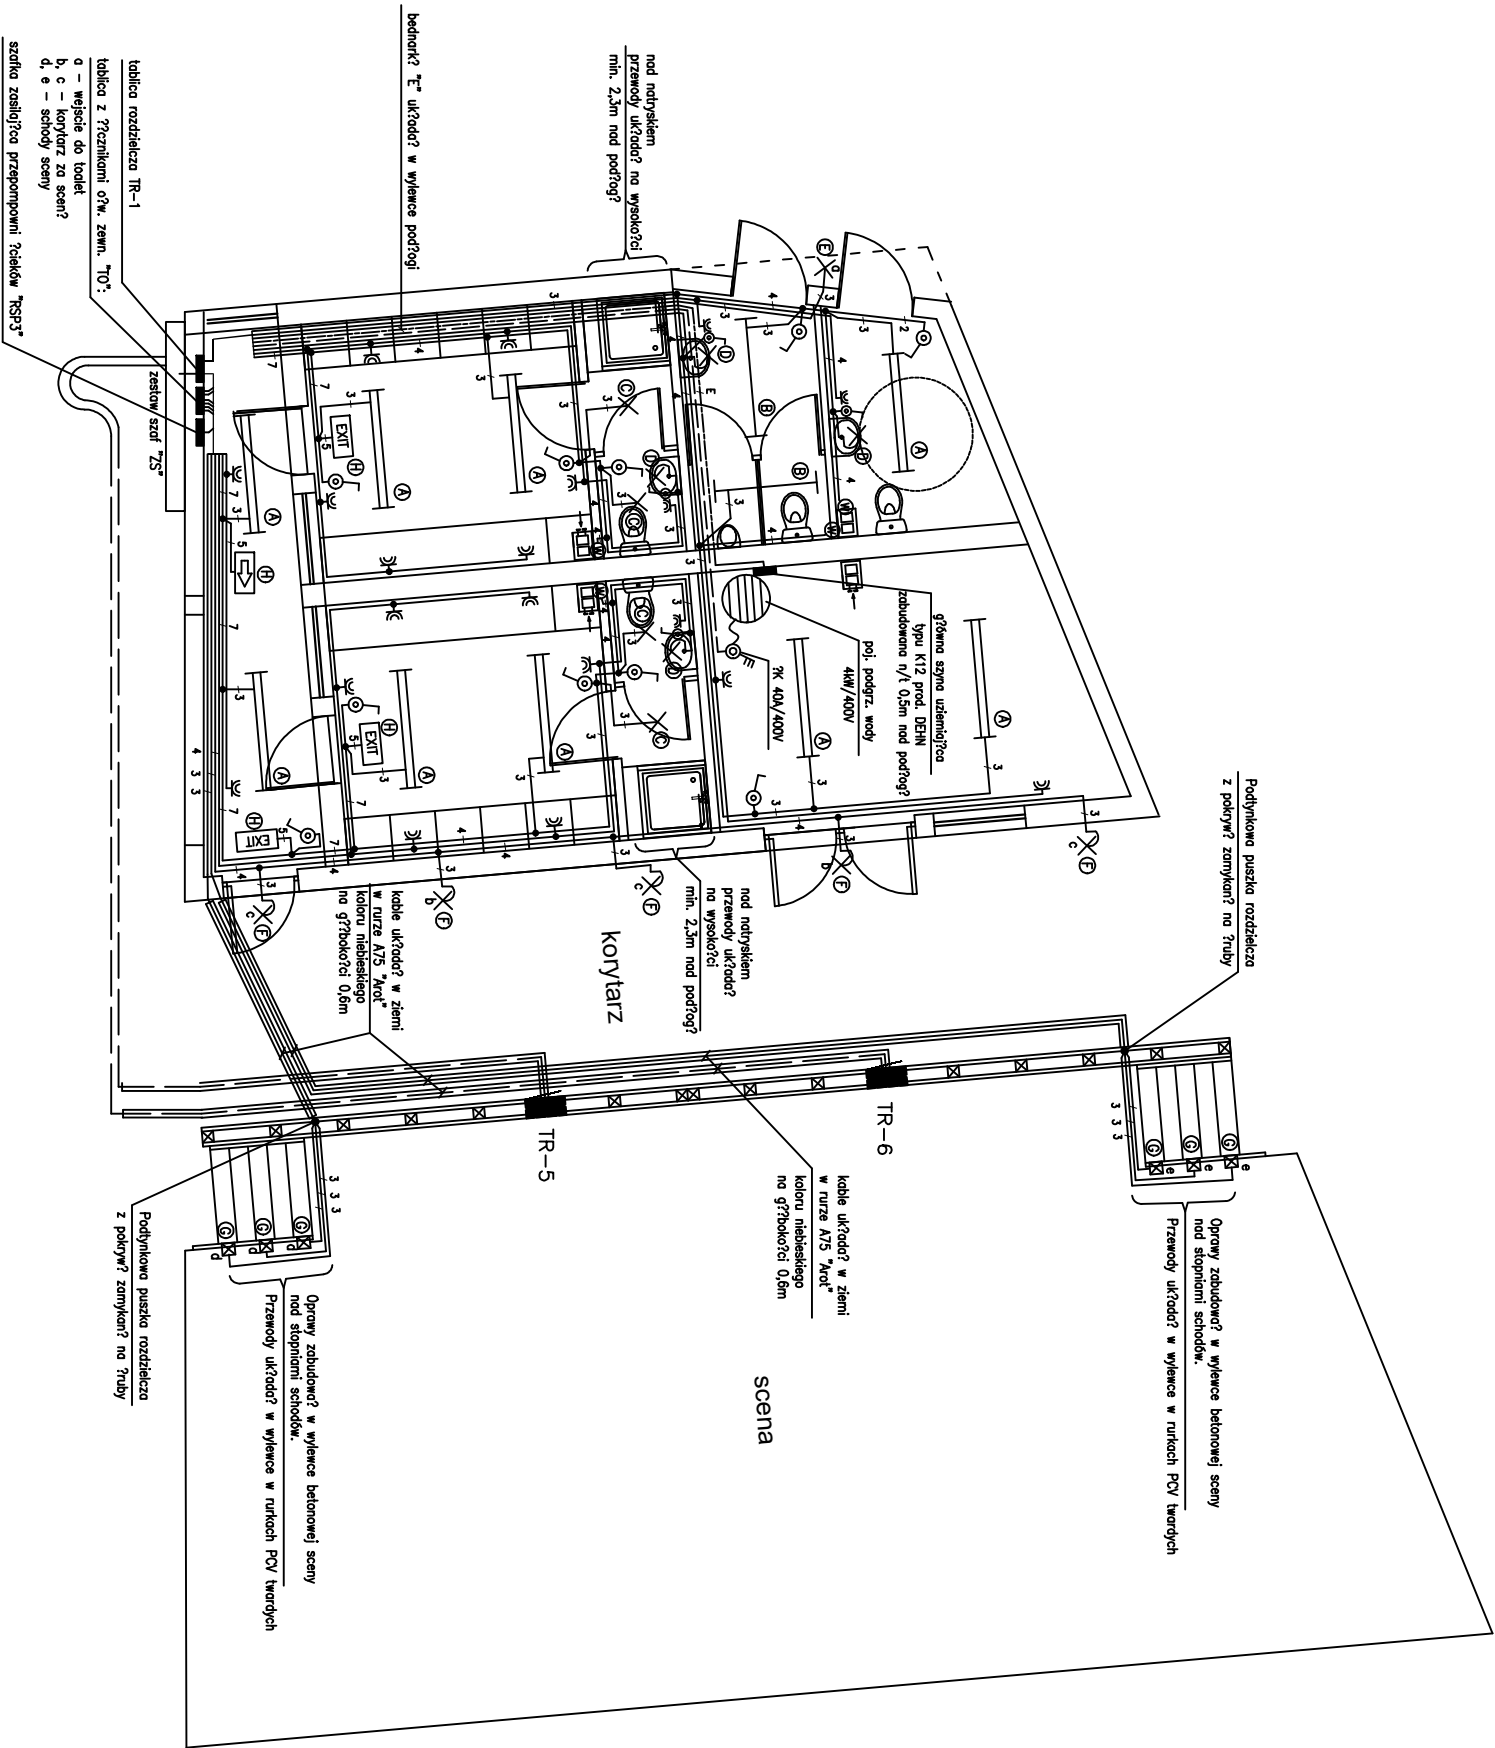 tablica rozdzielcza TR-1
tablica z ??cznikami o?w. zewn. "TO":
a - wejscie do toalet
b, c - korytarz za scen?
d, e - schody sceny
szafka zasilaj?ca przepompowni ?cieków "RSP3"
bednark? "E" uk?ada? w wylewce pod?ogi
nad natryskiem
przewody uk?ada? na wysoko?ci
min. 2,3m nad pod?og?
zestaw szaf "ZS"
g?ówna szyna uziemiaj?ca
typu K12 prod. DEHN
zabudowana n/t 0,5m nad pod?og?
poj. podgrz. wody
4kW/400V
?K 40A/400V
EXIT
EXIT
EXIT
Podtynkowa puszka rozdzielcza
z pokryw? zamykan? na ?ruby
nad natryskiem
przewody uk?ada?
na wysoko?ci
min. 2,3m nad pod?og?
kable uk?ada? w ziemi
w rurze A75 "Arot"
koloru niebieskiego
na g??boko?ci 0,6m
korytarz
TR-6
TR-5
kable uk?ada? w ziemi
w rurze A75 "Arot"
koloru niebieskiego
na g??boko?ci 0,6m
Oprawy zabudowa? w wylewce betonowej sceny
nad stopniami schodów.
Przewody uk?ada? w wylewce w rurkach PCV twardych
scena
Oprawy zabudowa? w wylewce betonowej sceny
nad stopniami schodów.
Przewody uk?ada? w wylewce w rurkach PCV twardych
Podtynkowa puszka rozdzielcza
z pokryw? zamykan? na ?ruby